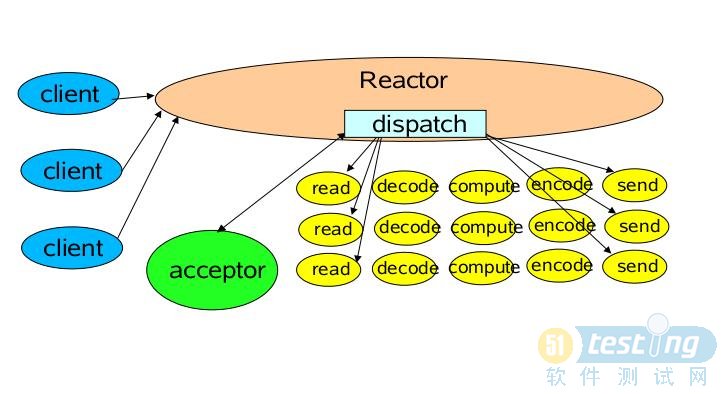 Reactor
client
dispatch
client
read decode compute encode send
read decode compute encode send
client
acceptor
read decode compute encode send
51 testing
软件测试网